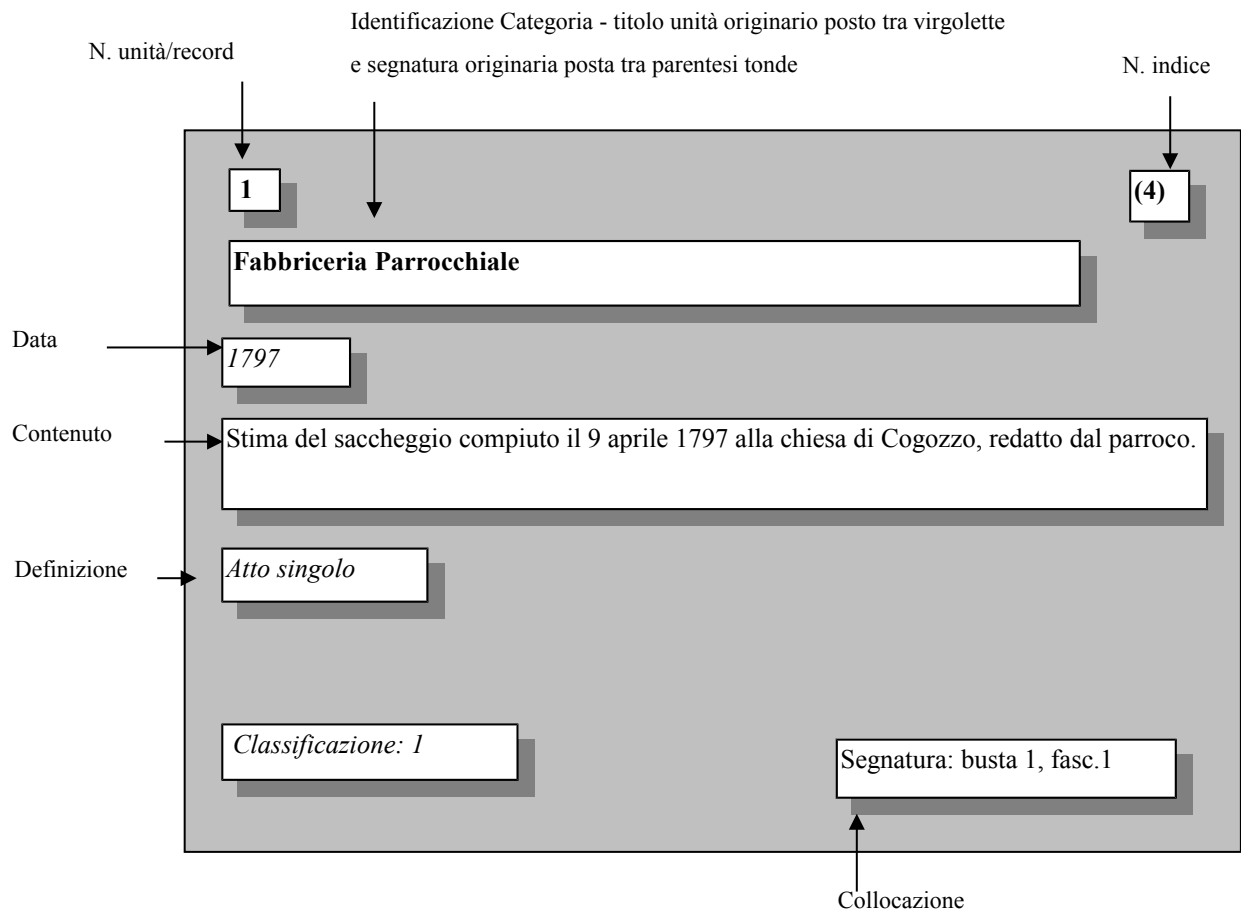 Identificazione Categoria - titolo unità originario posto tra virgolette
e segnatura originaria posta tra parentesi tonde
N. unità/record
N. indice
1
(4)
Fabbriceria Parrocchiale
Data
1797
Contenuto
Stima del saccheggio compiuto il 9 aprile 1797 alla chiesa di Cogozzo, redatto dal parroco.
Definizione
Atto singolo
Classificazione: 1
Segnatura: busta 1, fasc.1
Collocazione